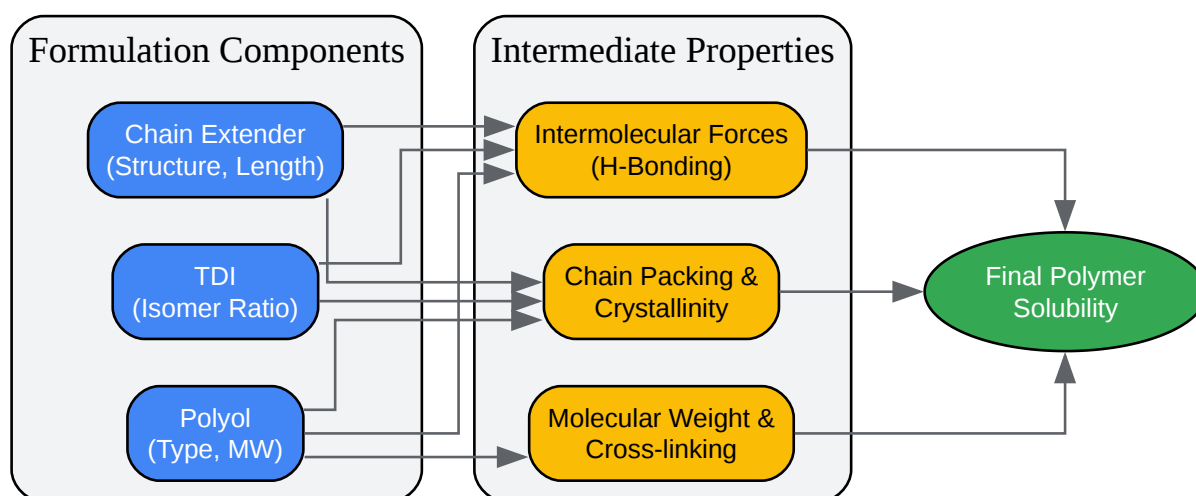 Formulation Components
Chain Extender
(Structure, Length)
TDI
(Isomer Ratio)
Polyol
(Type, MW)
Intermediate Properties
Intermolecular Forces
(H-Bonding)
Chain Packing &
Crystallinity
Molecular Weight &
Cross-linking
Final Polymer
Solubility